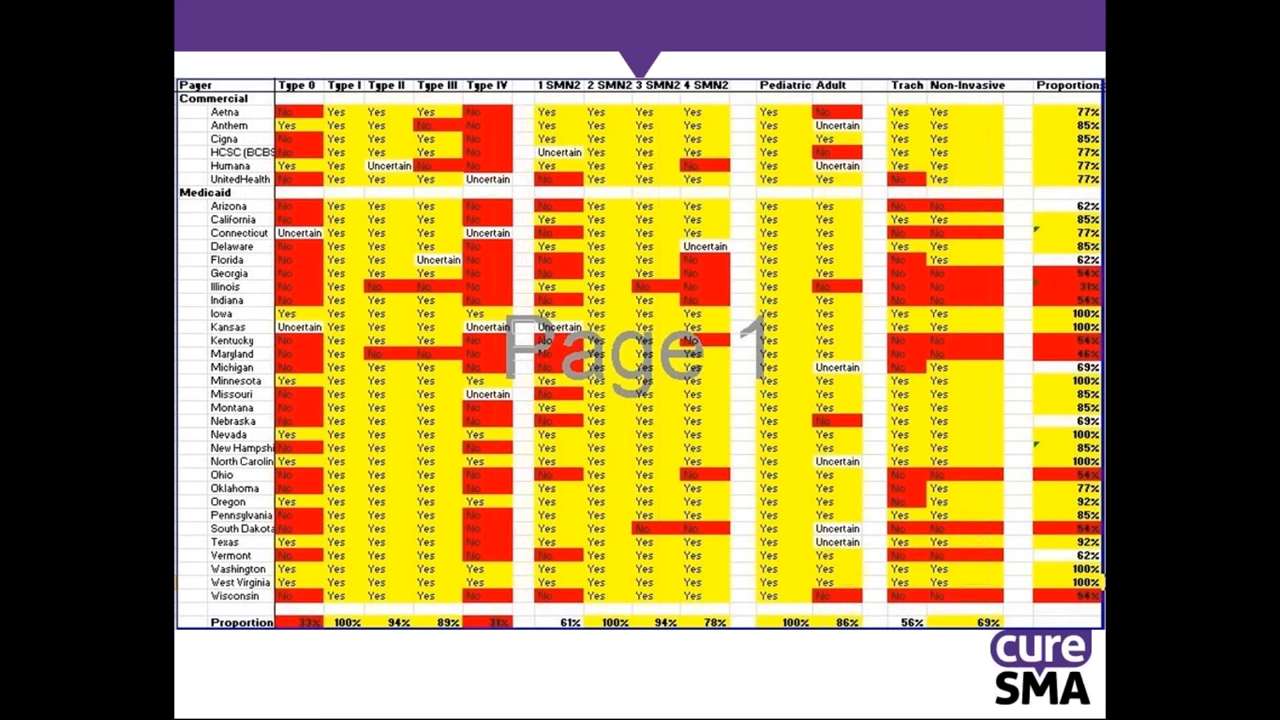 Payer Type 0 Type I Type II Type III Type IV 1 SMN2 2 SMN2 3 SMN2 4 SMN2 Pediatric Adult Trach Non-Invasive Proportion
Commercial
Aetna No Yes Yes Yes No Yes Yes Yes Yes Yes No Yes Yes 77%
Anthem Yes Yes Yes No No Yes Yes Yes Yes Yes Uncertain Yes Yes 85%
Cigna No Yes Yes Yes No Yes Yes Yes Yes Yes Yes Yes Yes 85%
HCSC (BCBS No Yes Yes Yes No Uncertain Yes Yes Yes Yes No Yes Yes 77%
Humana Yes Yes Uncertain No No Yes Yes Yes No Yes Uncertain Yes Yes 77%
UnitedHealth No Yes Yes Yes Uncertain No Yes Yes Yes Yes Yes No Yes 77%
Medicaid
Arizona No Yes Yes Yes No No Yes Yes Yes Yes Yes No No 62%
California No Yes Yes Yes No Yes Yes Yes Yes Yes Yes Yes Yes 85%
Connecticut Uncertain Yes Yes Yes Uncertain No Yes Yes Yes Yes Yes No No 77%
Delaware No Yes Yes Yes No Yes Yes Yes Uncertain Yes Yes Yes Yes 85%
Florida No Yes Yes Uncertain No No Yes Yes No Yes Yes No Yes 62%
Georgia No Yes Yes Yes No No Yes Yes No Yes Yes No No 54%
Illinois No Yes No No No Yes Yes No No Yes No No No 31%
Indiana No Yes Yes Yes No No Yes Yes No Yes Yes No No 54%
Iowa Yes Yes Yes Yes Yes Yes Yes Yes Yes Yes Yes Yes Yes 100%
Kansas Uncertain Yes Yes Yes Uncertain Uncertain Yes Yes Yes Yes Yes Yes Yes 100%
Kentucky No Yes Yes Yes No No Yes Yes No Yes Yes No No 54%
Maryland No Yes No No No No Yes Yes Yes Yes Yes No No 46%
Michigan No Yes Yes Yes No No Yes Yes Yes Yes Uncertain No Yes 69%
Minnesota Yes Yes Yes Yes Yes Yes Yes Yes Yes Yes Yes Yes Yes 100%
Missouri No Yes Yes Yes Uncertain No Yes Yes Yes Yes Yes Yes Yes 85%
Montana No Yes Yes Yes No Yes Yes Yes Yes Yes Yes Yes Yes 85%
Nebraska No Yes Yes Yes No No Yes Yes Yes Yes No Yes Yes 69%
Nevada Yes Yes Yes Yes Yes Yes Yes Yes Yes Yes Yes Yes Yes 100%
New Hampshi No Yes Yes Yes No Yes Yes Yes Yes Yes Yes Yes Yes 85%
North Carolin Yes Yes Yes Yes Yes Yes Yes Yes Yes Yes Uncertain Yes Yes 100%
Ohio No Yes Yes Yes No No Yes Yes No Yes Yes No No 54%
Oklahoma No Yes Yes Yes No Yes Yes Yes Yes Yes Yes No Yes 77%
Oregon Yes Yes Yes Yes Yes Yes Yes Yes Yes Yes Yes No Yes 92%
Pennsylvania No Yes Yes Yes No Yes Yes Yes Yes Yes Yes Yes Yes 85%
South Dakota No Yes Yes Yes No Yes Yes No No Yes Uncertain No No 54%
Texas Yes Yes Yes Yes No Yes Yes Yes Yes Yes Uncertain Yes Yes 92%
Vermont No Yes Yes Yes No No Yes Yes Yes Yes Yes No No 62%
Washington Yes Yes Yes Yes Yes Yes Yes Yes Yes Yes Yes Yes Yes 100%
West Virginia Yes Yes Yes Yes Yes Yes Yes Yes Yes Yes Yes Yes Yes 100%
Wisconsin No Yes Yes Yes No No Yes Yes Yes Yes No No No 54%
Proportion 33% 100% 94% 89% 31% 61% 100% 94% 78% 100% 86% 56% 69%
Page 1
cure
SMA